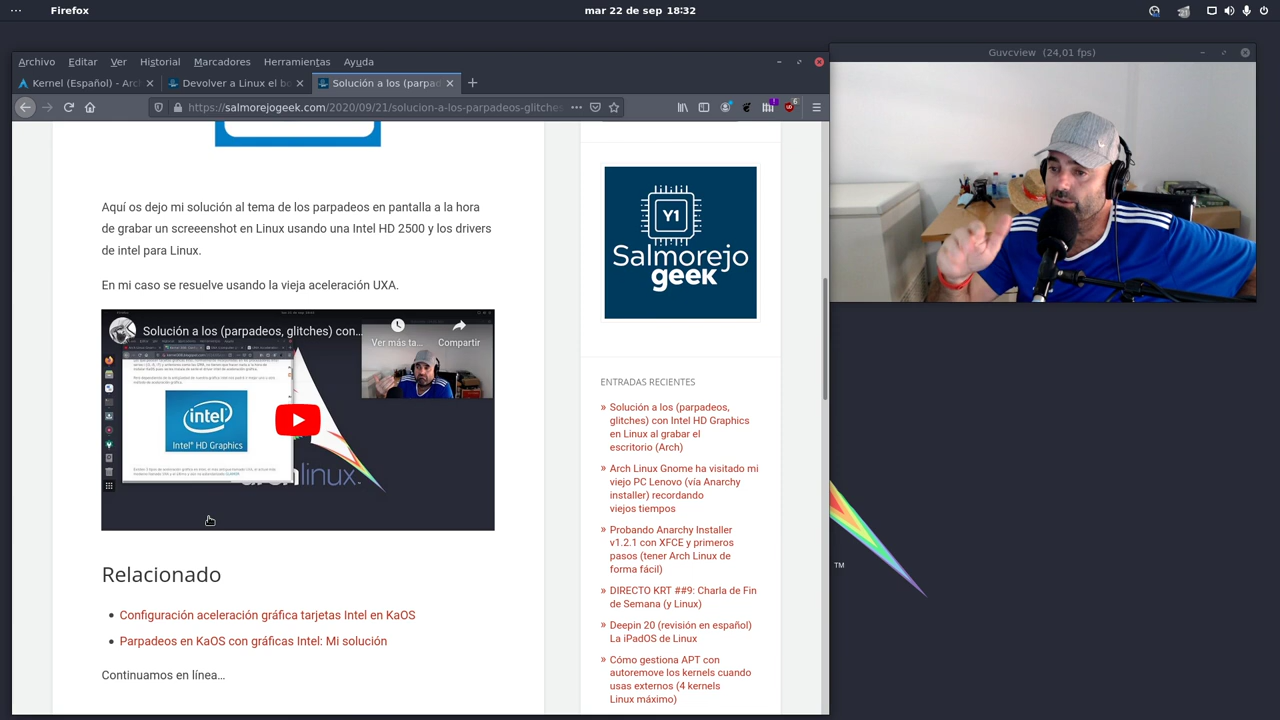 Firefox
mar 22 de sep 18:32
Archivo Editar Ver Historial Marcadores Herramientas Ayuda
Kernel (Español) - Arc
Devolver a Linux el bo
Solución a los (parpad
https://salmorejogeek.com/2020/09/21/solucion-a-los-parpadeos-glitches
Guvcview (24,01 fps)
Aquí os dejo mi solución al tema de los parpadeos en pantalla a la hora
de grabar un screeenshot en Linux usando una Intel HD 2500 y los drivers
de intel para Linux.
En mi caso se resuelve usando la vieja aceleración UXA.
Solución a los (parpadeos, glitches) con...
Ver más ta...
Compartir
intel
Intel® HD Graphics
archlinux
Relacionado
Configuración aceleración gráfica tarjetas Intel en KaOS
Parpadeos en KaOS con gráficas Intel: Mi solución
Continuamos en línea...
Y1
Salmorejo
geek
ENTRADAS RECIENTES
» Solución a los (parpadeos,
glitches) con Intel HD Graphics
en Linux al grabar el
escritorio (Arch)
» Arch Linux Gnome ha visitado mi
viejo PC Lenovo (vía Anarchy
installer) recordando
viejos tiempos
» Probando Anarchy Installer
v1.2.1 con XFCE y primeros
pasos (tener Arch Linux de
forma fácil)
» DIRECTO KRT ##9: Charla de Fin
de Semana (y Linux)
» Deepin 20 (revisión en español)
La iPadOS de Linux
» Cómo gestiona APT con
autoremove los kernels cuando
usas externos (4 kernels
Linux máximo)
TM